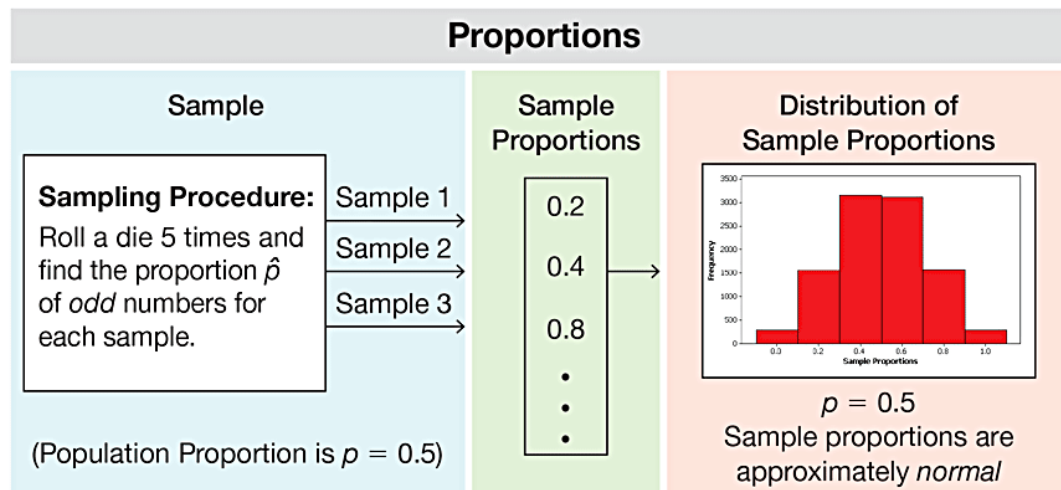 Proportions
Sample
Sampling Procedure:
Roll a die 5 times and
find the proportion p̂
of odd numbers for
each sample.
Sample 1
Sample 2
Sample 3
(Population Proportion is p = 0.5)
Sample
Proportions
0.2
0.4
0.8
Distribution of
Sample Proportions
Frequency
3500
3000
2500
2000
1500
1000
500
0
0.0 0.2 0.4 0.6 0.8 1.0
Sample Proportions
p = 0.5
Sample proportions are
approximately normal